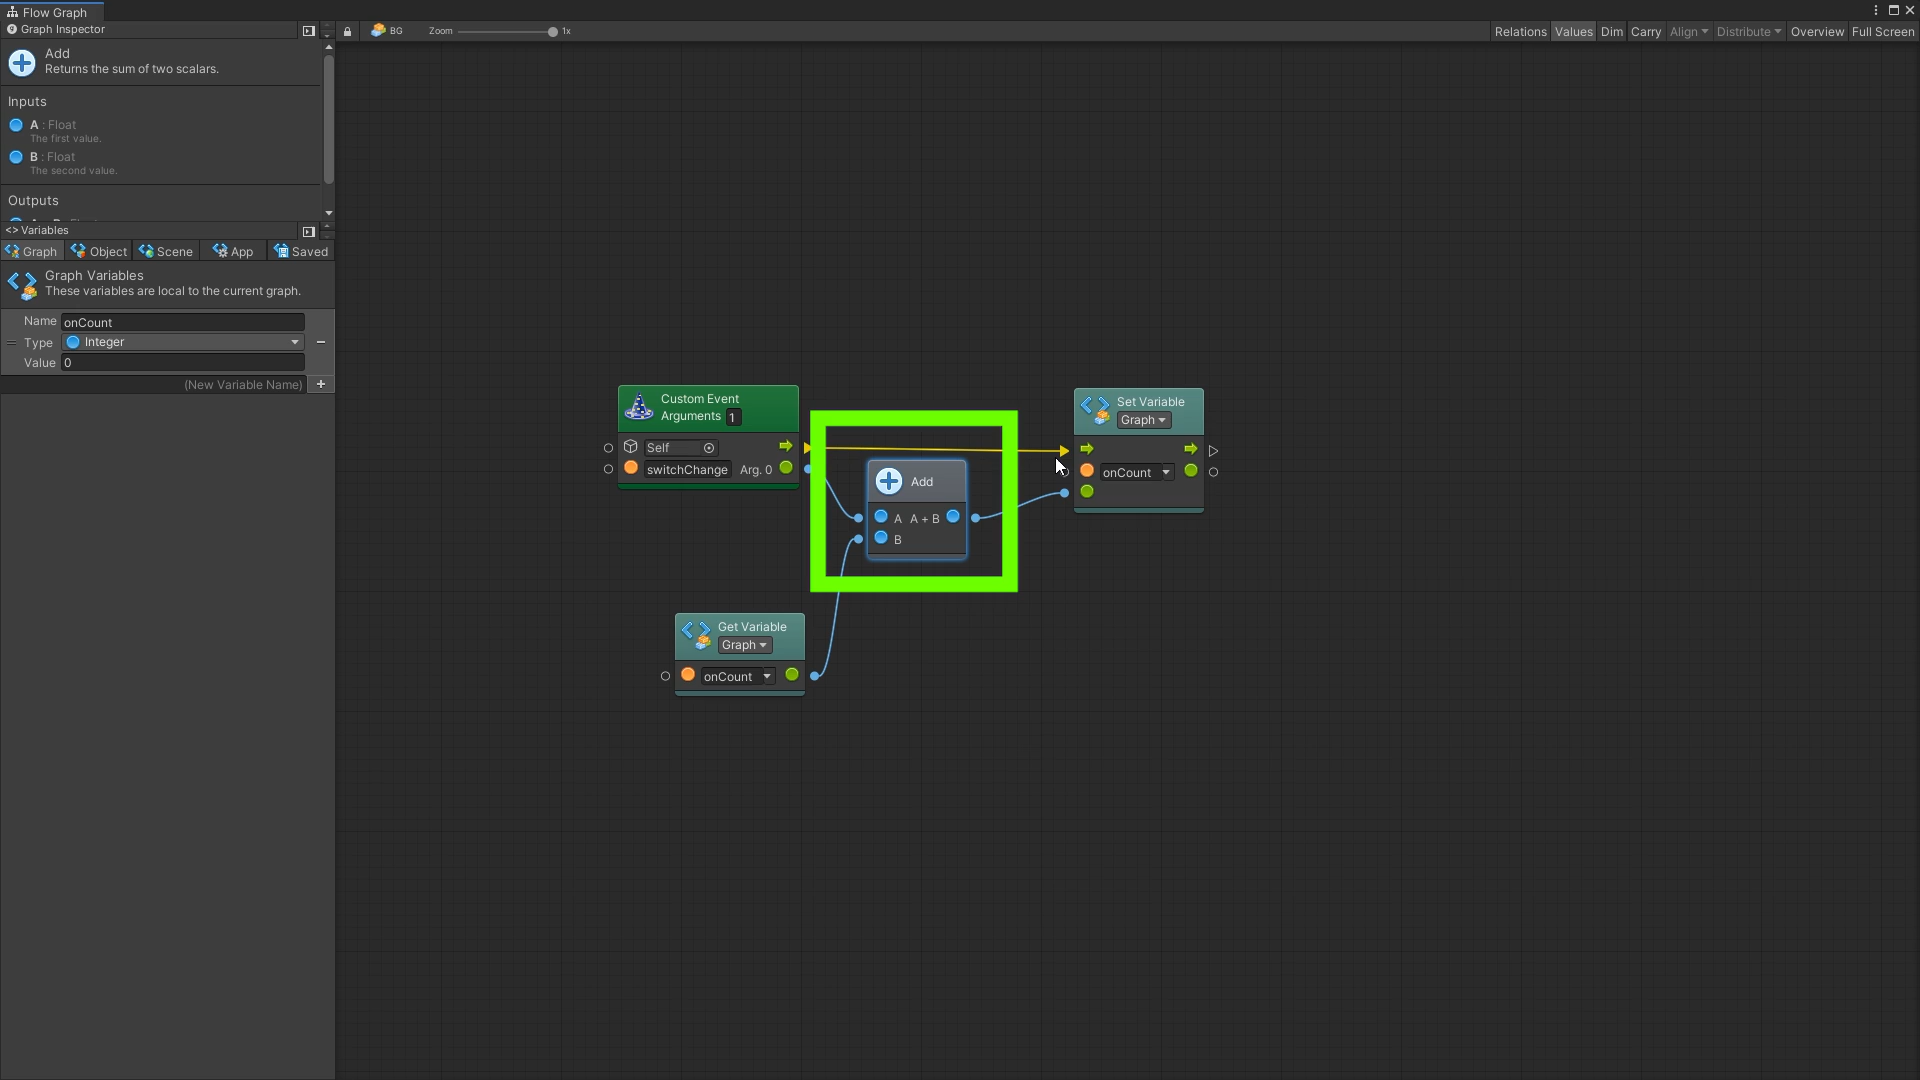 Flow Graph
Graph Inspector
BG
Zoom
1x
Relations
Values
Dim
Carry
Align
Distribute
Overview
Full Screen
Add
Returns the sum of two scalars.
Inputs
A : Float
The first value.
B : Float
The second value.
Outputs
<> Variables
Graph
Object
Scene
App
Saved
Graph Variables
These variables are local to the current graph.
Name onCount
Type Integer
Value 0
(New Variable Name)
Custom Event
Arguments 1
Self
switchChange Arg. 0
Add
A A + B
B
Set Variable
Graph
onCount
Get Variable
Graph
onCount